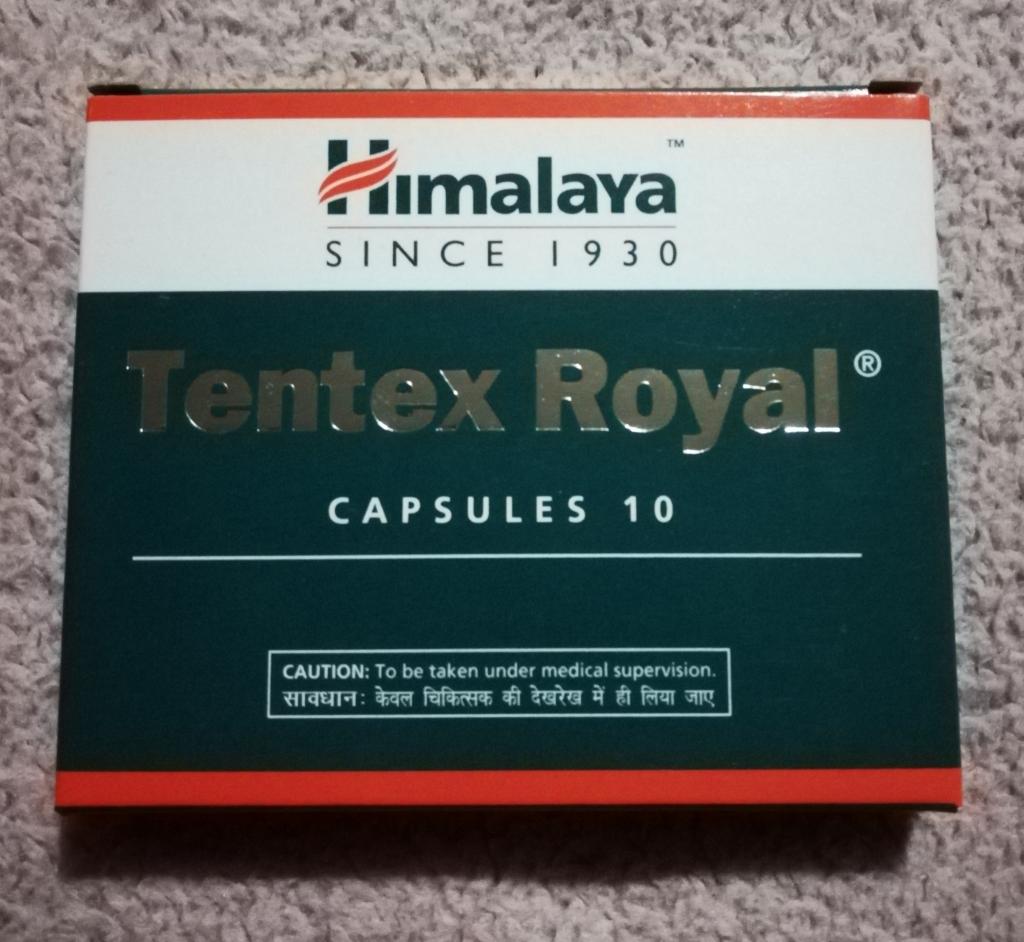 Himalaya™
SINCE 1930
Tentex Royal®
CAPSULES 10
CAUTION: To be taken under medical supervision.
सावधान: केवल चिकित्सक की देखरेख में ही लिया जाए